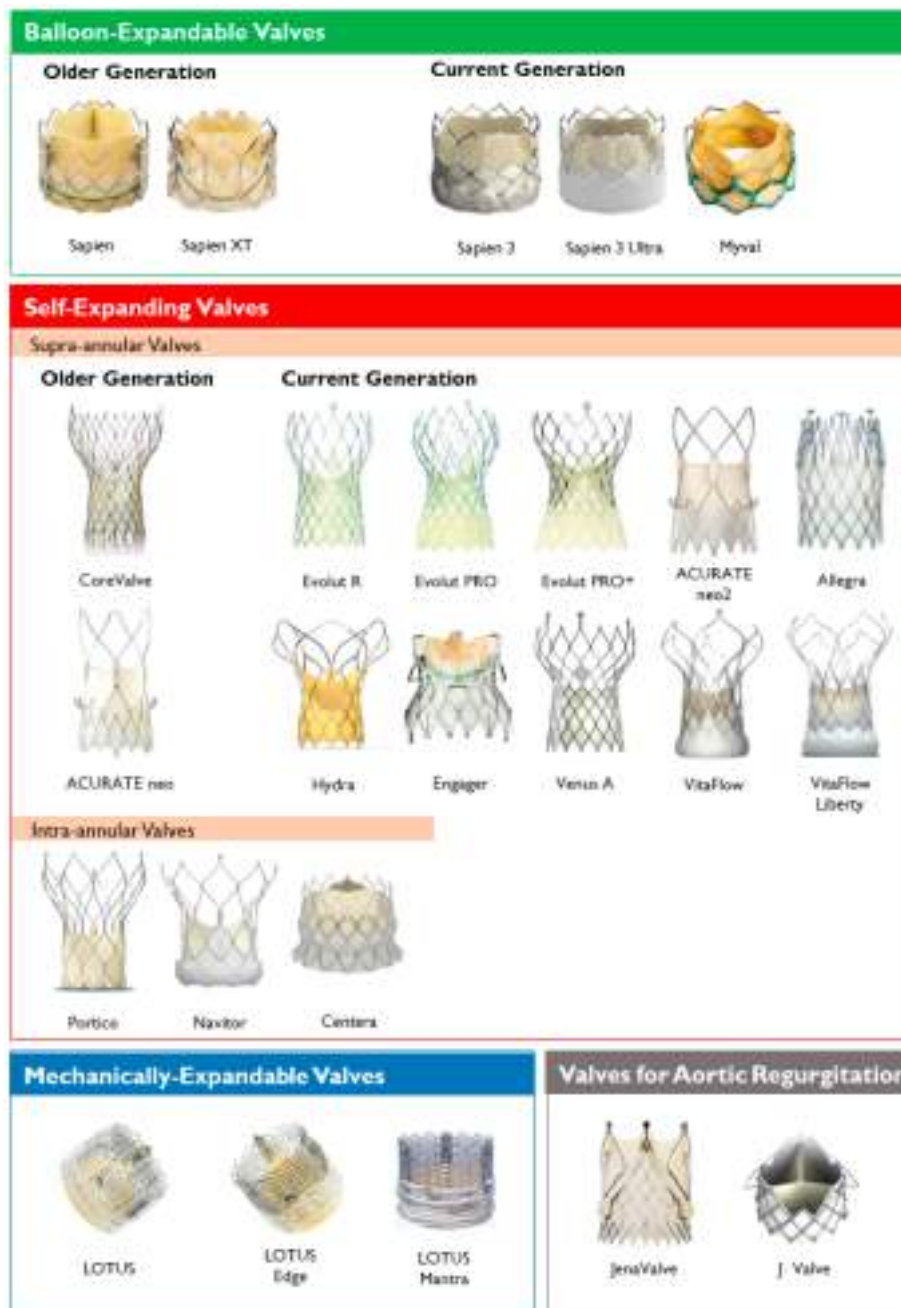 Balloon-Expandable Valves
Older Generation
Current Generation
Sapien
Sapien XT
Sapien 3
Sapien 3 Ultra
Myval
Self-Expanding Valves
Supra-annular Valves
Older Generation
Current Generation
CoreValve
Evolut R
Evolut PRO
Evolut PRO+
ACURATE
neo2
Allegra
ACURATE neo
Hydra
Engager
Venus A
VitaFlow
VitaFlow
Liberty
Intra-annular Valves
Portico
Navitor
Centera
Mechanically-Expandable Valves
Valves for Aortic Regurgitation
LOTUS
LOTUS
Edge
LOTUS
Mantra
JenaValve
J- Valve